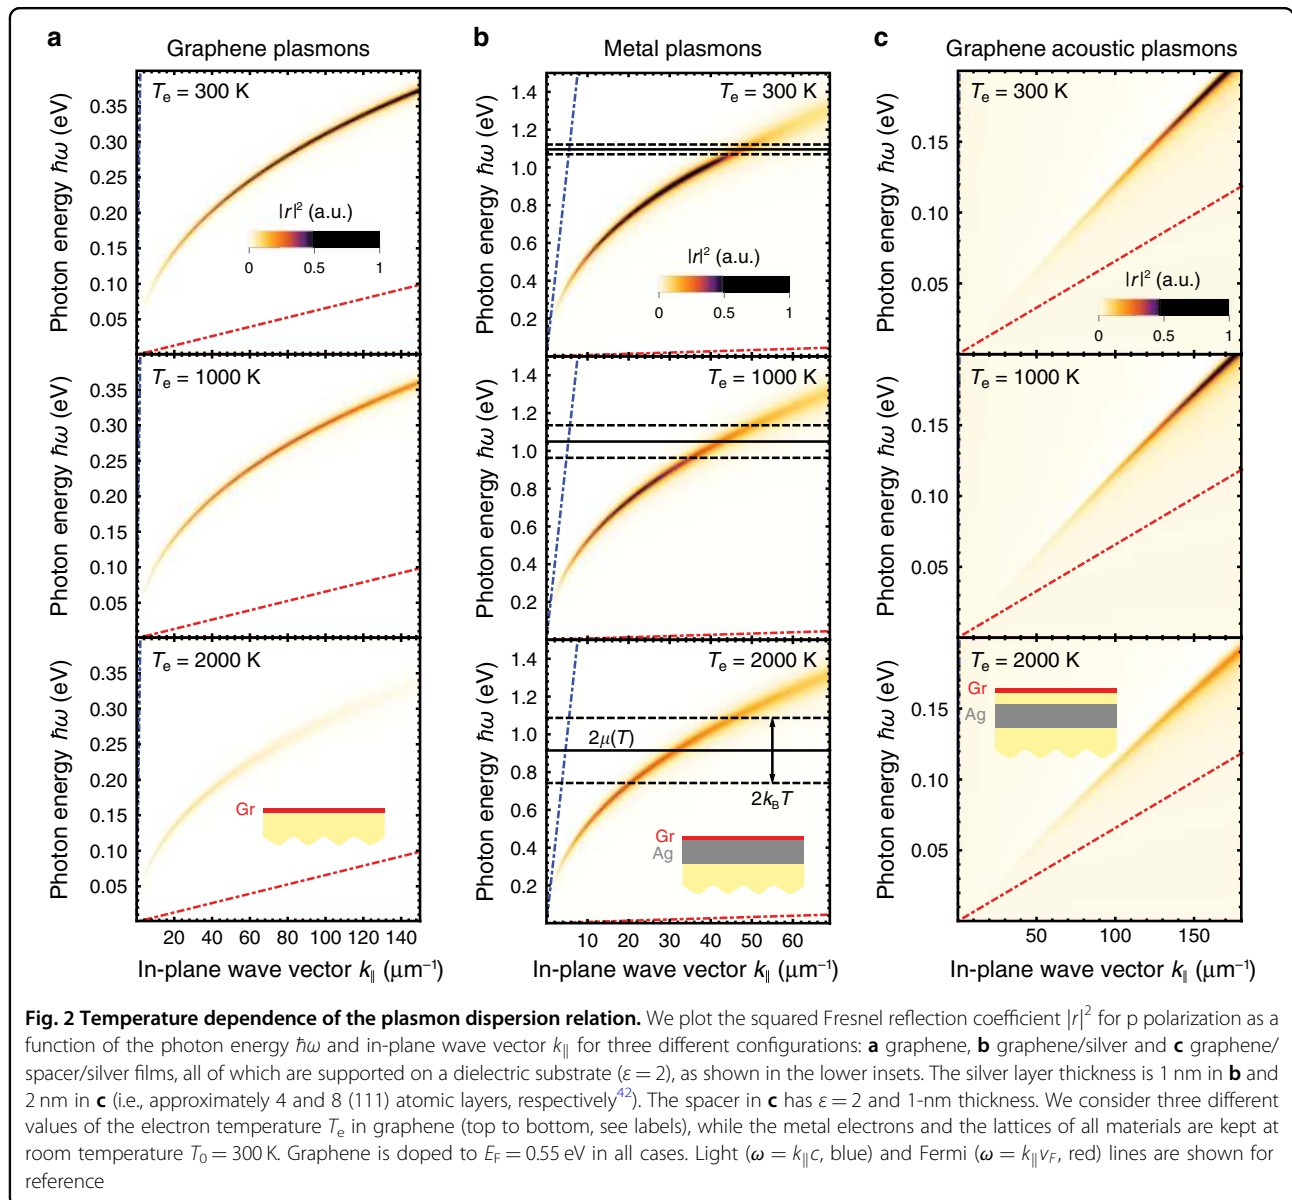 a
Graphene plasmons
b
Metal plasmons
c
Graphene acoustic plasmons
Photon energy ℏω (eV)
0.35
0.30
0.25
0.20
0.15
0.10
0.05
Tₑ = 300 K
|r|² (a.u.)
0 0.5 1
Photon energy ℏω (eV)
0.35
0.30
0.25
0.20
0.15
0.10
0.05
Tₑ = 1000 K
Photon energy ℏω (eV)
0.35
0.30
0.25
0.20
0.15
0.10
0.05
Tₑ = 2000 K
Gr
20 40 60 80 100 120 140
In-plane wave vector k∥ (μm⁻¹)
Photon energy ℏω (eV)
1.4
1.2
1.0
0.8
0.6
0.4
0.2
Tₑ = 300 K
|r|² (a.u.)
0 0.5 1
Photon energy ℏω (eV)
1.4
1.2
1.0
0.8
0.6
0.4
0.2
Tₑ = 1000 K
Photon energy ℏω (eV)
1.4
1.2
1.0
0.8
0.6
0.4
0.2
Tₑ = 2000 K
2μ(T)
2k_BT
Gr
Ag
10 20 30 40 50 60
In-plane wave vector k∥ (μm⁻¹)
Photon energy ℏω (eV)
0.15
0.10
0.05
Tₑ = 300 K
|r|² (a.u.)
0 0.5 1
Photon energy ℏω (eV)
0.15
0.10
0.05
Tₑ = 1000 K
Photon energy ℏω (eV)
0.15
0.10
0.05
Tₑ = 2000 K
Gr
Ag
50 100 150
In-plane wave vector k∥ (μm⁻¹)
Fig. 2 Temperature dependence of the plasmon dispersion relation. We plot the squared Fresnel reflection coefficient |r|² for p polarization as a
function of the photon energy ℏω and in-plane wave vector k∥ for three different configurations: a graphene, b graphene/silver and c graphene/
spacer/silver films, all of which are supported on a dielectric substrate (ε = 2), as shown in the lower insets. The silver layer thickness is 1 nm in b and
2 nm in c (i.e., approximately 4 and 8 (111) atomic layers, respectively⁴²). The spacer in c has ε = 2 and 1-nm thickness. We consider three different
values of the electron temperature Tₑ in graphene (top to bottom, see labels), while the metal electrons and the lattices of all materials are kept at
room temperature T₀ = 300 K. Graphene is doped to E_F = 0.55 eV in all cases. Light (ω = k∥c, blue) and Fermi (ω = k∥v_F, red) lines are shown for
reference